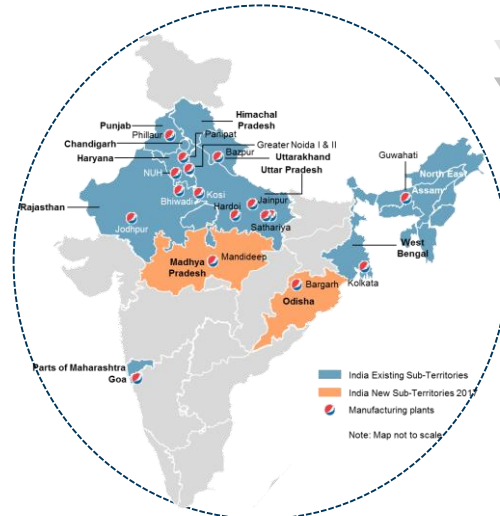 Punjab
Phillaur
Himachal
Pradesh
Chandigarh
Panipat
Greater Noida I & II
Haryana
Bazpur
Uttarakhand
Uttar Pradesh
NUH
Kosi
Jainpur
Bhiwadi
Hardoi
Rajasthan
Jodhpur
Sathariya
Guwahati
North East
Assam
West
Bengal
Kolkata
Madhya
Pradesh
Mandideep
Bargarh
Odisha
Parts of Maharashtra
Goa
India Existing Sub-Territories
India New Sub-Territories 201
Manufacturing plants
Note: Map not to scale